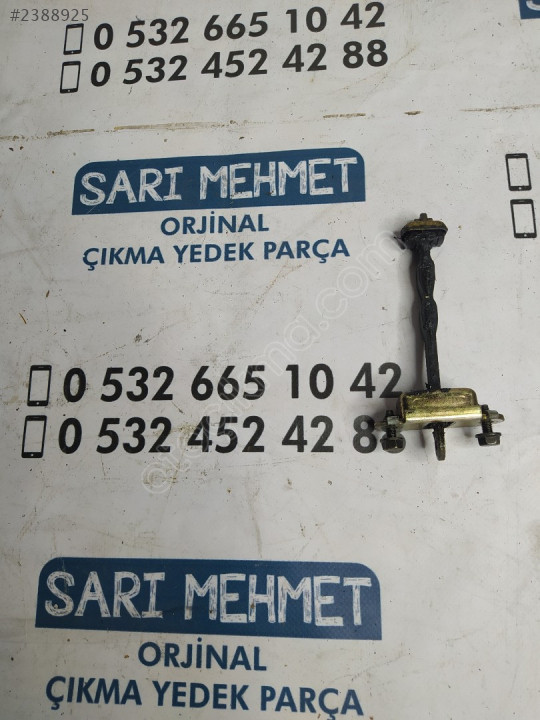 #2388925
0 532 665 10 42
0 532 452 42 88
SARI MEHMET
ORJİNAL
ÇIKMA YEDEK PARÇA
0 532 665 10 42
0 532 452 42 8
SARI MEHMET
ORJİNAL
ÇIKMA YEDEK PARÇA